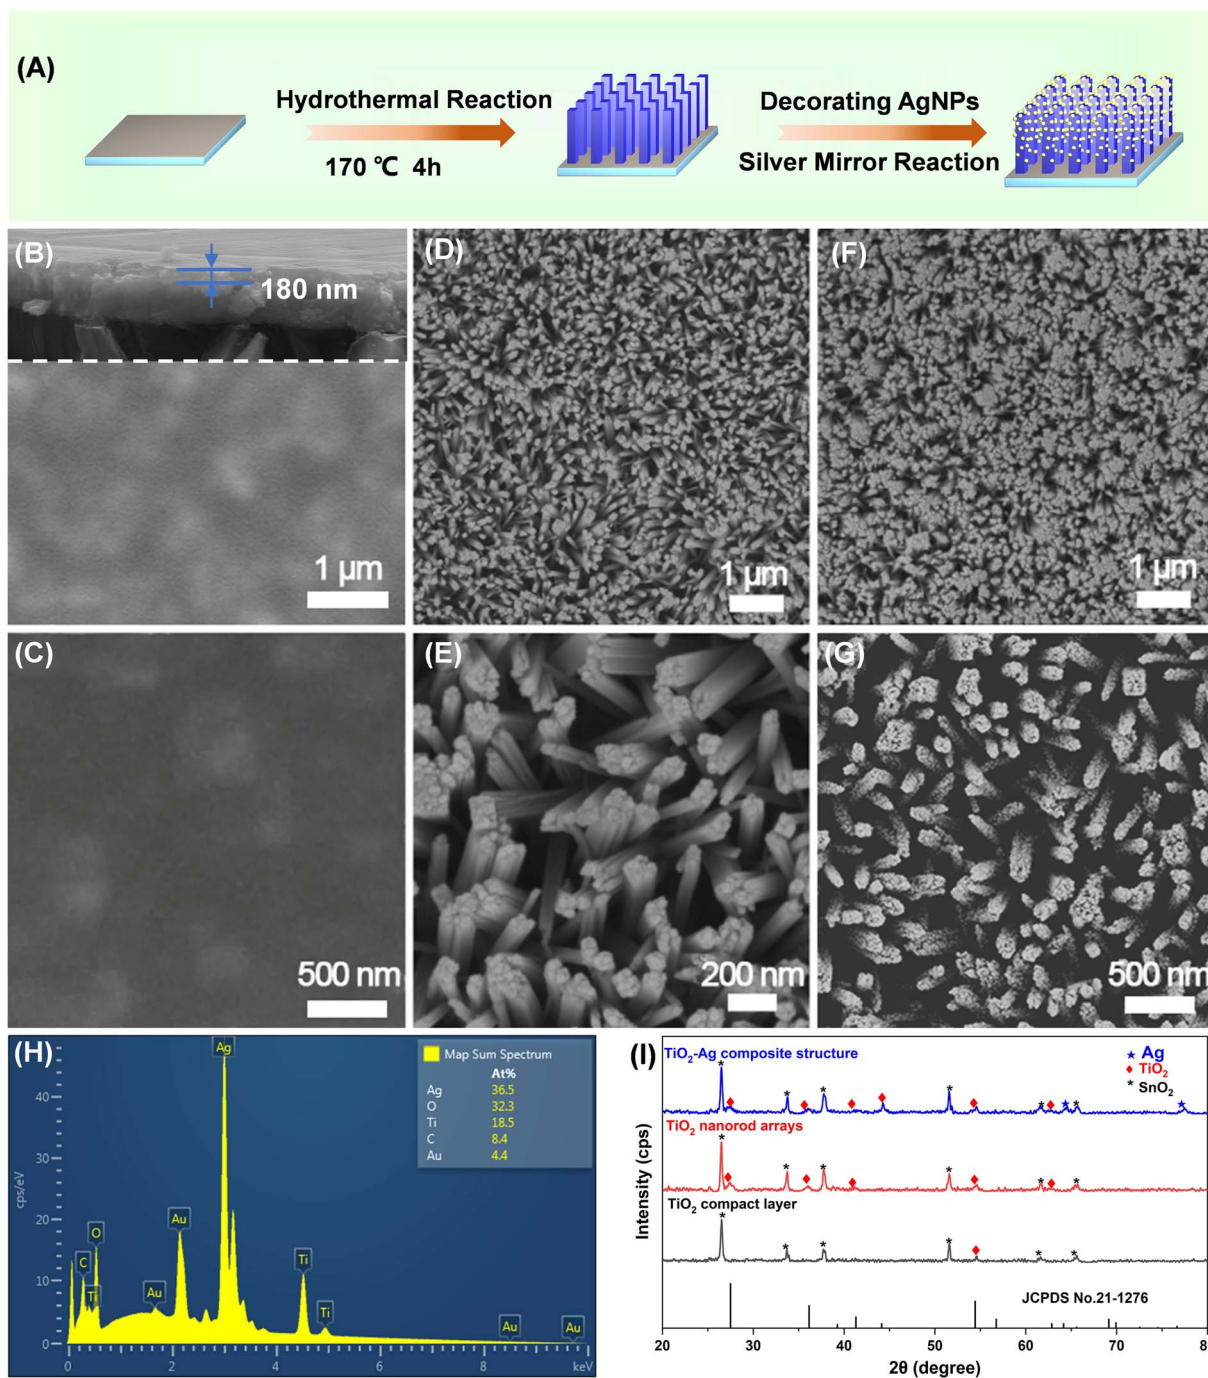 (A)
Hydrothermal Reaction
170 ℃ 4h
Decorating AgNPs
Silver Mirror Reaction
(B)
180 nm
1 μm
(D)
1 μm
(F)
1 μm
(C)
500 nm
(E)
200 nm
(G)
500 nm
(H)
Map Sum Spectrum
At%
Ag 36.5
O 32.3
Ti 18.5
C 8.4
Au 4.4
Ag
Au
O
C
Ti
Au
Ti
Ti
Au
Au
cps/eV
40
30
20
10
0
0 2 4 6 8 keV
(I)
TiO₂-Ag composite structure
★ Ag
♦ TiO₂
* SnO₂
TiO₂ nanorod arrays
TiO₂ compact layer
JCPDS No.21-1276
Intensity (cps)
20 30 40 50 60 70 80
2θ (degree)